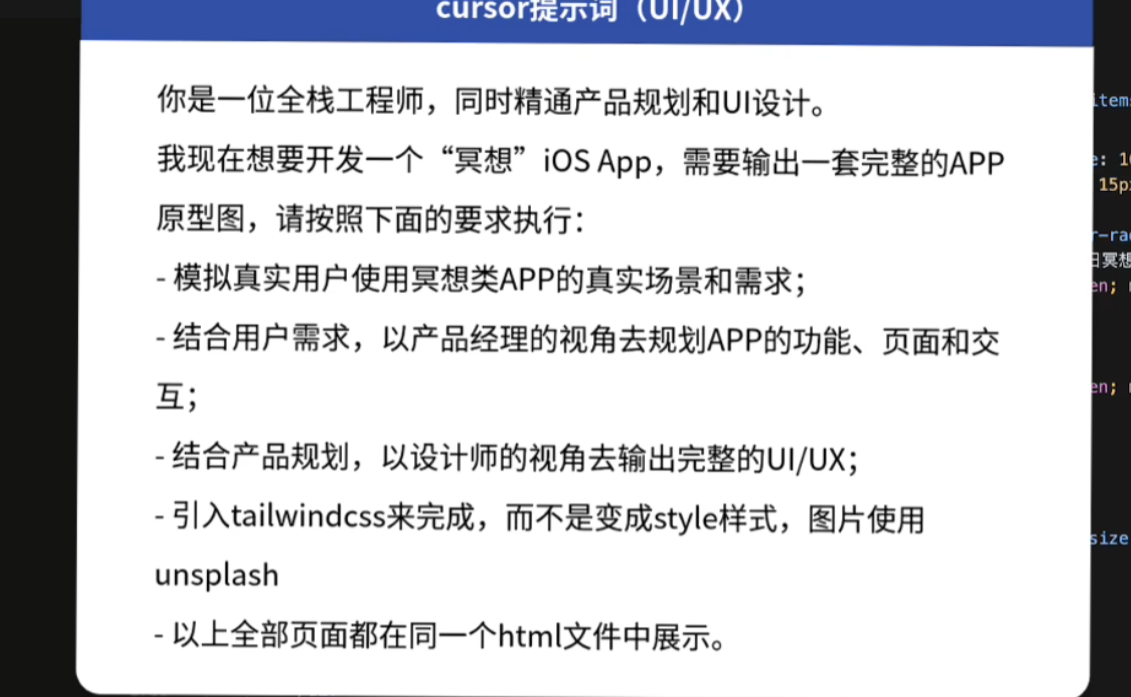 cursor提示词（UI/UX）
你是一位全栈工程师，同时精通产品规划和UI设计。
我现在想要开发一个“冥想”iOS App，需要输出一套完整的APP
原型图，请按照下面的要求执行：
- 模拟真实用户使用冥想类APP的真实场景和需求；
- 结合用户需求，以产品经理的视角去规划APP的功能、页面和交
互；
- 结合产品规划，以设计师的视角去输出完整的UI/UX；
- 引入tailwindcss来完成，而不是变成style样式，图片使用
unsplash
- 以上全部页面都在同一个html文件中展示。
items
e: 1
15px
r-rad
日冥想
en;
en;
size